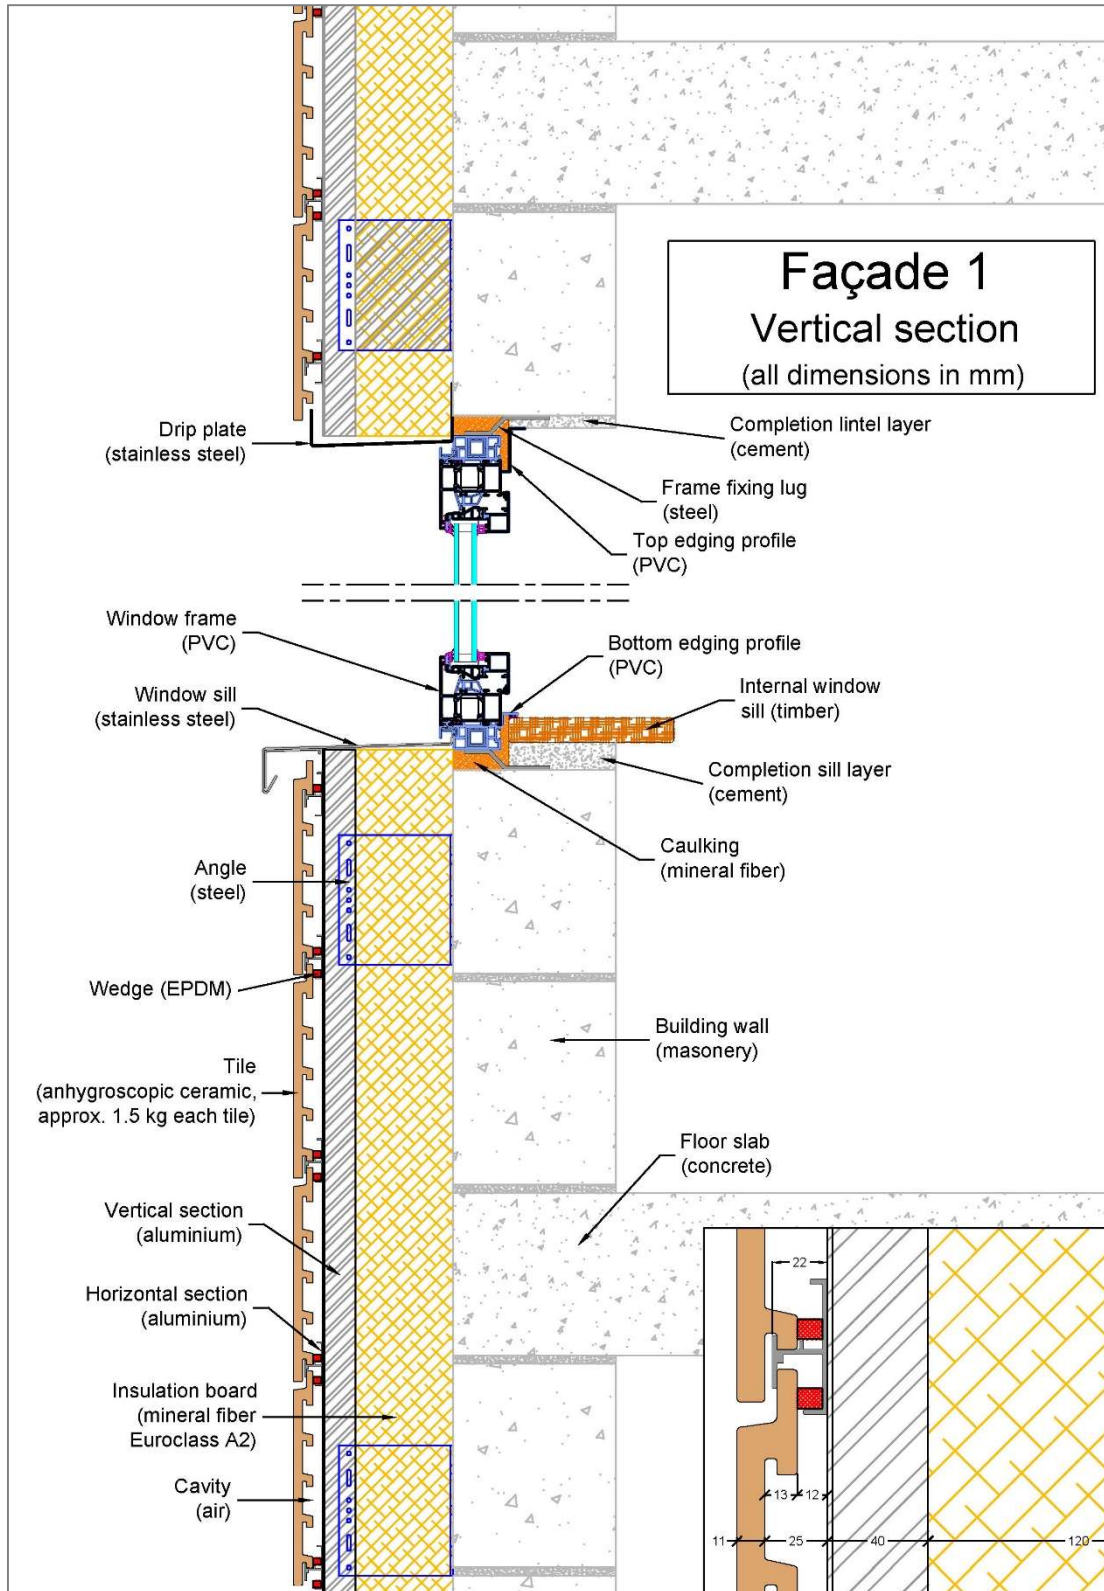 Façade 1
Vertical section
(all dimensions in mm)
Drip plate
(stainless steel)
Completion lintel layer
(cement)
Frame fixing lug
(steel)
Top edging profile
(PVC)
Window frame
(PVC)
Bottom edging profile
(PVC)
Window sill
(stainless steel)
Internal window
sill (timber)
Completion sill layer
(cement)
Caulking
(mineral fiber)
Angle
(steel)
Wedge (EPDM)
Building wall
(masonery)
Tile
(anhygroscopic ceramic,
approx. 1.5 kg each tile)
Floor slab
(concrete)
Vertical section
(aluminium)
Horizontal section
(aluminium)
Insulation board
(mineral fiber
Euroclass A2)
Cavity
(air)
22
13 12
11 25 40 120